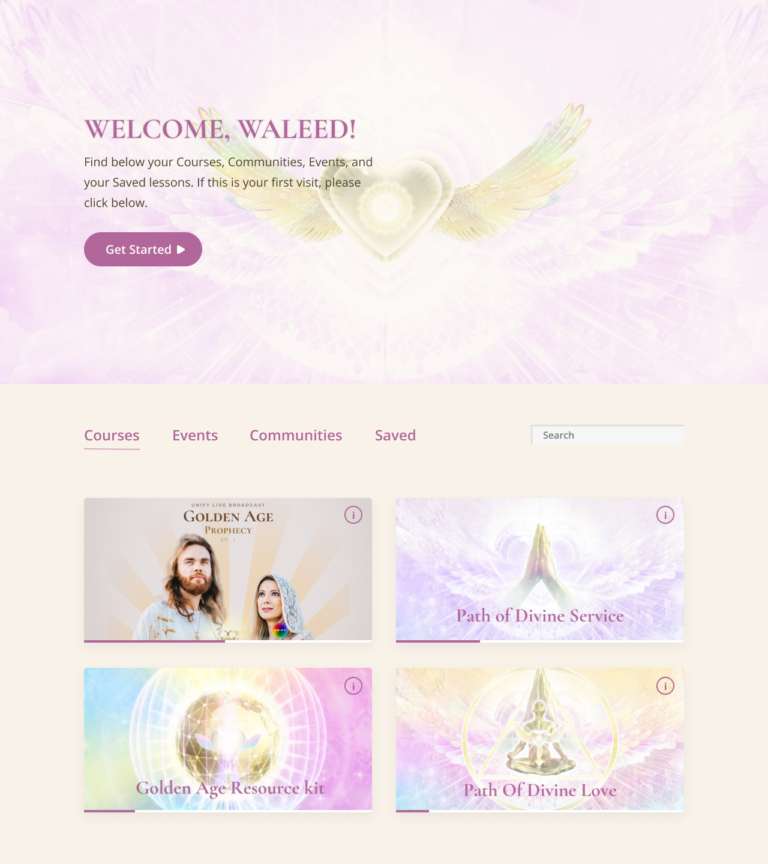 WELCOME, WALEED!
Find below your Courses, Communities, Events, and
your Saved lessons. If this is your first visit, please
click below.
Get Started
Courses Events Communities Saved Search
UNIFY LIVE BROADCAST
GOLDEN AGE
PROPHECY
EP. 1
i
i
Path of Divine Service
i
i
Golden Age Resource kit
Path Of Divine Love